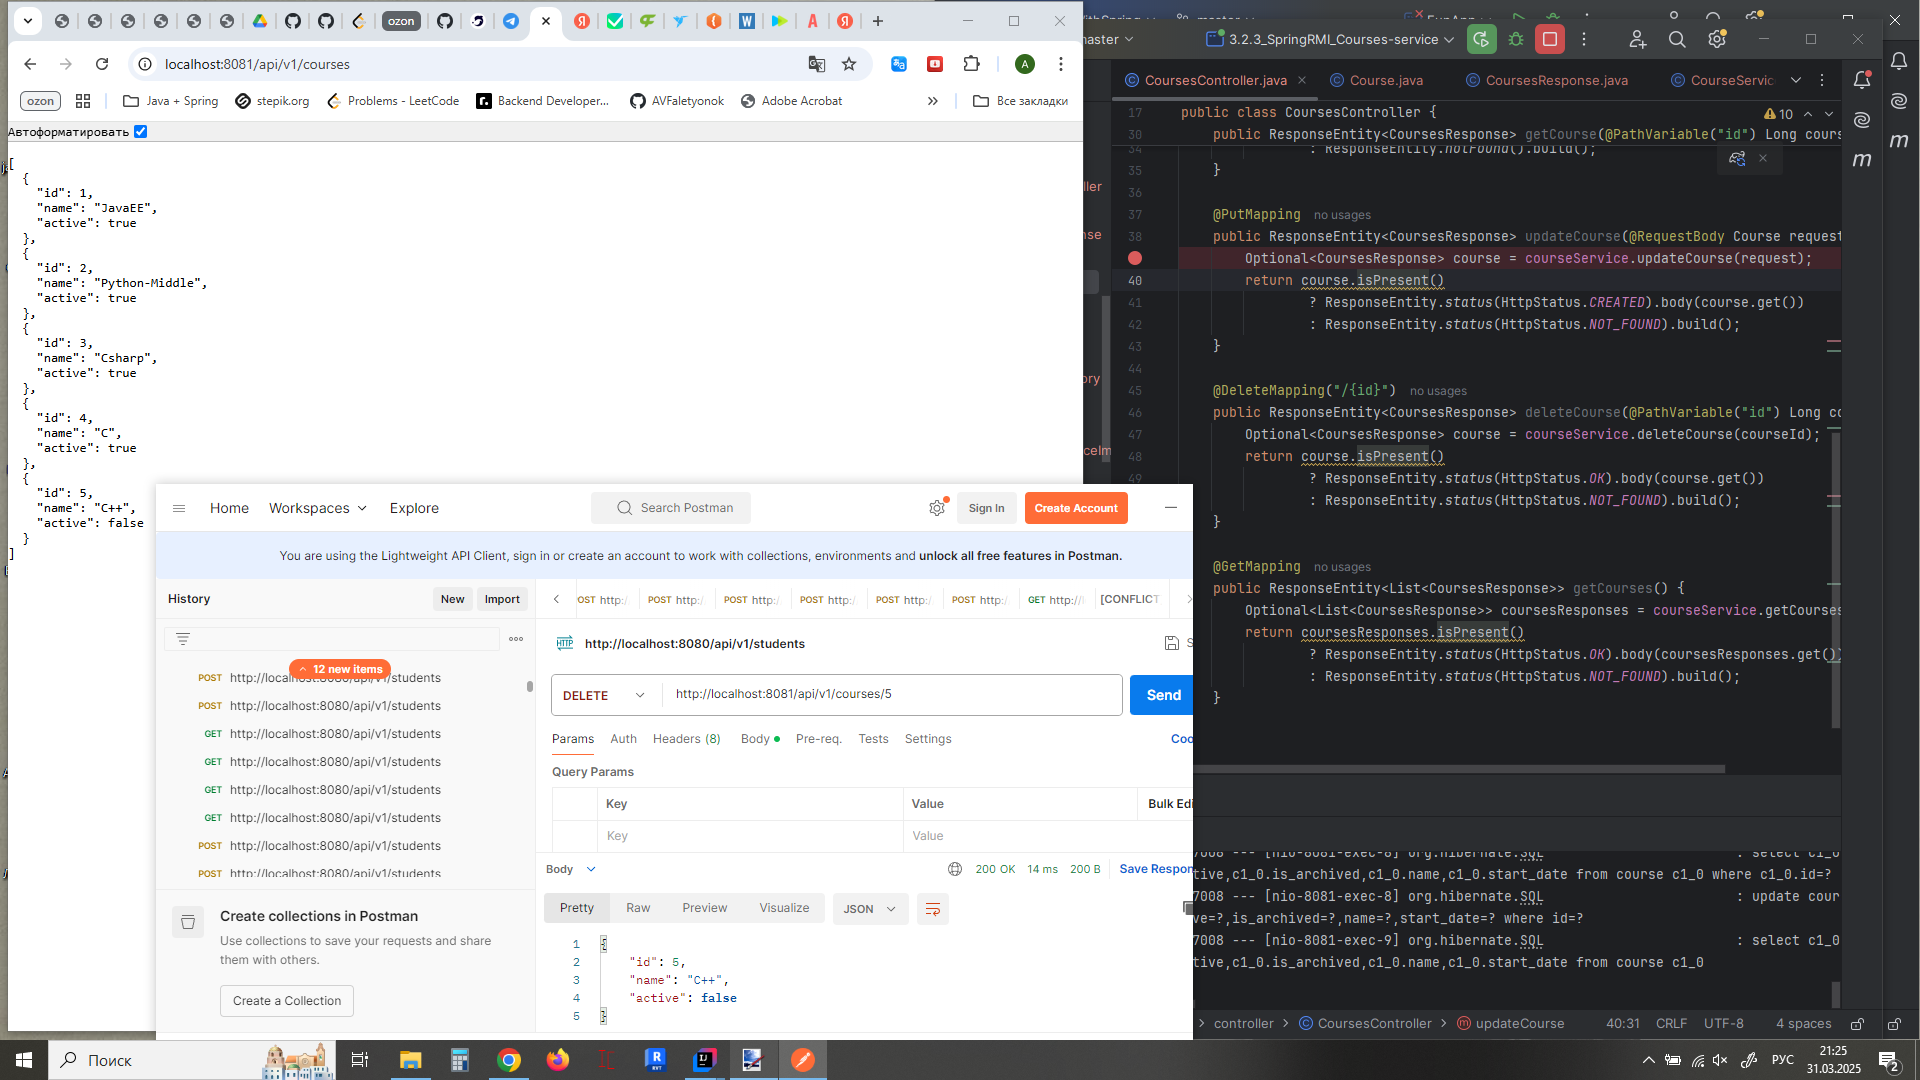 ozon
localhost:8081/api/v1/courses
ozon
Java + Spring
stepik.org
Problems - LeetCode
Backend Developer...
AVFaletyonok
Adobe Acrobat
Все закладки
Автоформатировать
[
{
"id": 1,
"name": "JavaEE",
"active": true
},
{
"id": 2,
"name": "Python-Middle",
"active": true
},
{
"id": 3,
"name": "Csharp",
"active": true
},
{
"id": 4,
"name": "C",
"active": true
},
{
"id": 5,
"name": "C++",
"active": false
}
]
Home
Workspaces
Explore
Search Postman
Sign In
Create Account
You are using the Lightweight API Client, sign in or create an account to work with collections, environments and unlock all free features in Postman.
History
New
Import
12 new items
POST http://localhost:8080/api/v1/students
POST http://localhost:8080/api/v1/students
GET http://localhost:8080/api/v1/students
GET http://localhost:8080/api/v1/students
GET http://localhost:8080/api/v1/students
GET http://localhost:8080/api/v1/students
POST http://localhost:8080/api/v1/students
POST http://localhost:8080/api/v1/students
Create collections in Postman
Use collections to save your requests and share
them with others.
Create a Collection
OST http:/
POST http:/
POST http:/
POST http:/
POST http:/
POST http:/
GET http://
[CONFLICT
http://localhost:8080/api/v1/students
DELETE
http://localhost:8081/api/v1/courses/5
Send
Params
Auth
Headers (8)
Body
Pre-req.
Tests
Settings
Coo
Query Params
Key
Value
Bulk Edi
Key
Value
Body
200 OK
14 ms
200 B
Save Respon
Pretty
Raw
Preview
Visualize
JSON
1 {
2 "id": 5,
3 "name": "C++",
4 "active": false
5 }
master
3.2.3_SpringRMI_Courses-service
CoursesController.java
Course.java
CoursesResponse.java
CourseServic
10
17 public class CoursesController {
30 public ResponseEntity<CoursesResponse> getCourse(@PathVariable("id") Long cours
34 : ResponseEntity.notFound().build();
35 }
36
37 @PutMapping no usages
38 public ResponseEntity<CoursesResponse> updateCourse(@RequestBody Course request
Optional<CoursesResponse> course = courseService.updateCourse(request);
40 return course.isPresent()
41 ? ResponseEntity.status(HttpStatus.CREATED).body(course.get())
42 : ResponseEntity.status(HttpStatus.NOT_FOUND).build();
43 }
44
45 @DeleteMapping("/{id}") no usages
46 public ResponseEntity<CoursesResponse> deleteCourse(@PathVariable("id") Long co
47 Optional<CoursesResponse> course = courseService.deleteCourse(courseId);
48 return course.isPresent()
49 ? ResponseEntity.status(HttpStatus.OK).body(course.get())
: ResponseEntity.status(HttpStatus.NOT_FOUND).build();
}
@GetMapping no usages
public ResponseEntity<List<CoursesResponse>> getCourses() {
Optional<List<CoursesResponse>> coursesResponses = courseService.getCourses
return coursesResponses.isPresent()
? ResponseEntity.status(HttpStatus.OK).body(coursesResponses.get())
: ResponseEntity.status(HttpStatus.NOT_FOUND).build();
}
7008 --- [nio-8081-exec-8] org.hibernate.SQL : select c1_0
tive,c1_0.is_archived,c1_0.name,c1_0.start_date from course c1_0 where c1_0.id=?
7008 --- [nio-8081-exec-8] org.hibernate.SQL : update cour
ve=?,is_archived=?,name=?,start_date=? where id=?
7008 --- [nio-8081-exec-9] org.hibernate.SQL : select c1_0
tive,c1_0.is_archived,c1_0.name,c1_0.start_date from course c1_0
controller
CoursesController
updateCourse
40:31
CRLF
UTF-8
4 spaces
Поиск
РУС
21:25
31.03.2025
2